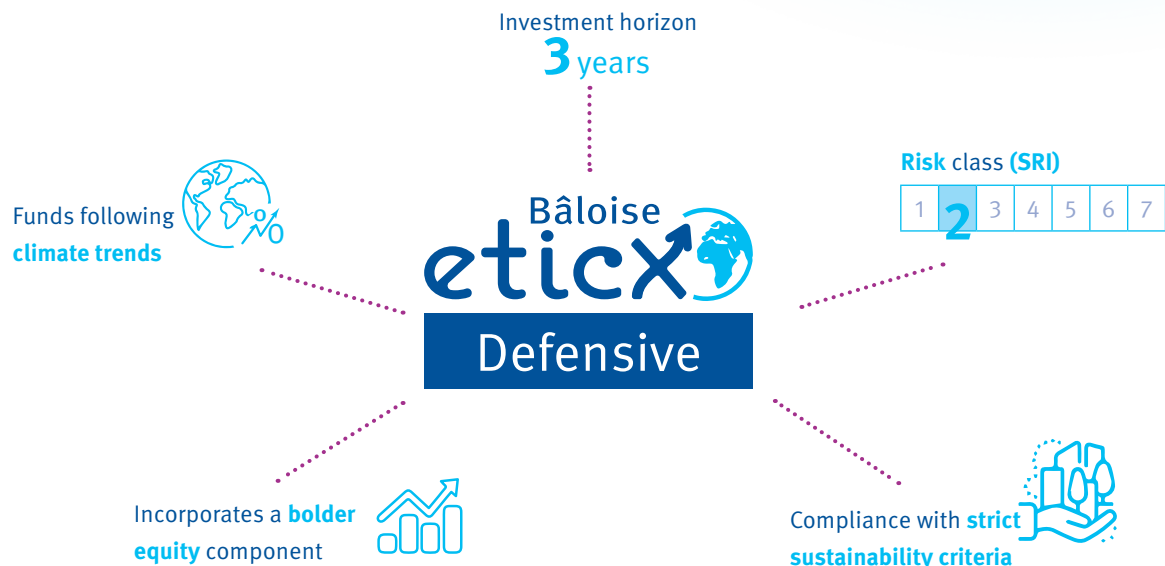 Investment horizon
3 years
Risk class (SRI)
1 2 3 4 5 6 7
Funds following
climate trends
%
Bâloise
eticx
Defensive
Incorporates a bolder
equity component
Compliance with strict
sustainability criteria